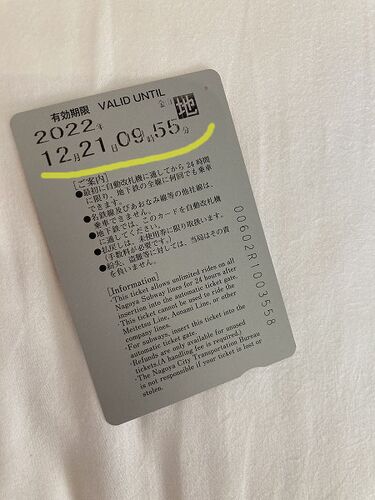 有効期限 VALID UNTIL
2022年
地
12月21日09時55分
[ご案内]
●最初に自動改札機に通してから24時間
に限り、地下鉄の全線に何回でも乗車
できます。
●名鉄線及びあおなみ線等の他社線は、
乗車できません。
●地下鉄では、このカードを自動改札機
に通してください。
●払戻しは、未使用券に限り取扱います。
(手数料が必要です。)
●紛失、盗難等に対しては、当局はその責
を負いません。
[Information]
・This ticket allows unlimited rides on all
Nagoya Subway lines for 24 hours after
insertion into the automatic ticket gate.
・This ticket cannot be used to ride the
Meitetsu Line, Aonami Line, or other
company lines.
・For subways, insert this ticket into the
automatic ticket gate.
・Refunds are only available for unused
tickets.(A handling fee is required)
・The Nagoya City Transportation Bureau
is not responsible if your ticket is lost or
stolen.
00602R1003558